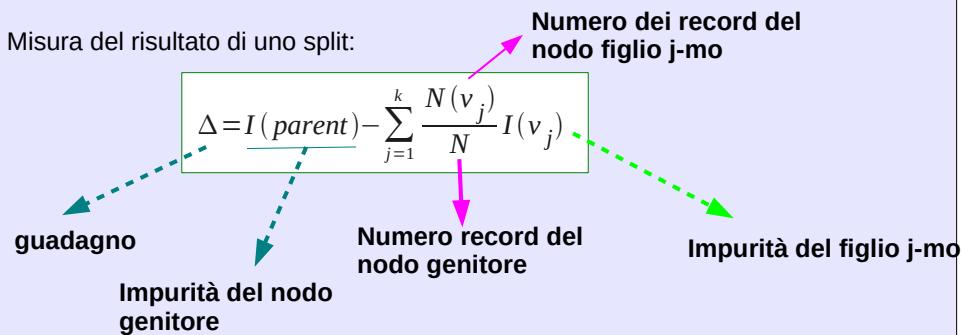 Numero dei record del
nodo figlio j-mo
Misura del risultato di uno split:
Δ=I(parent)−∑_{j=1}^{k} \frac{N(v_j)}{N} I(v_j)
guadagno
Numero record del
nodo genitore
Impurità del figlio j-mo
Impurità del nodo
genitore